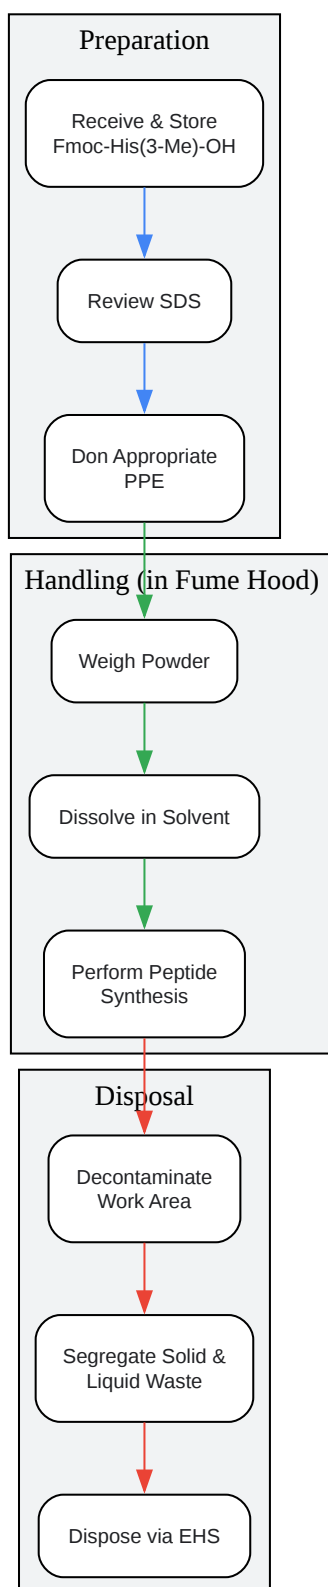 Preparation
Receive & Store
Fmoc-His(3-Me)-OH
Review SDS
Don Appropriate
PPE
Handling (in Fume Hood)
Weigh Powder
Dissolve in Solvent
Perform Peptide
Synthesis
Disposal
Decontaminate
Work Area
Segregate Solid &
Liquid Waste
Dispose via EHS